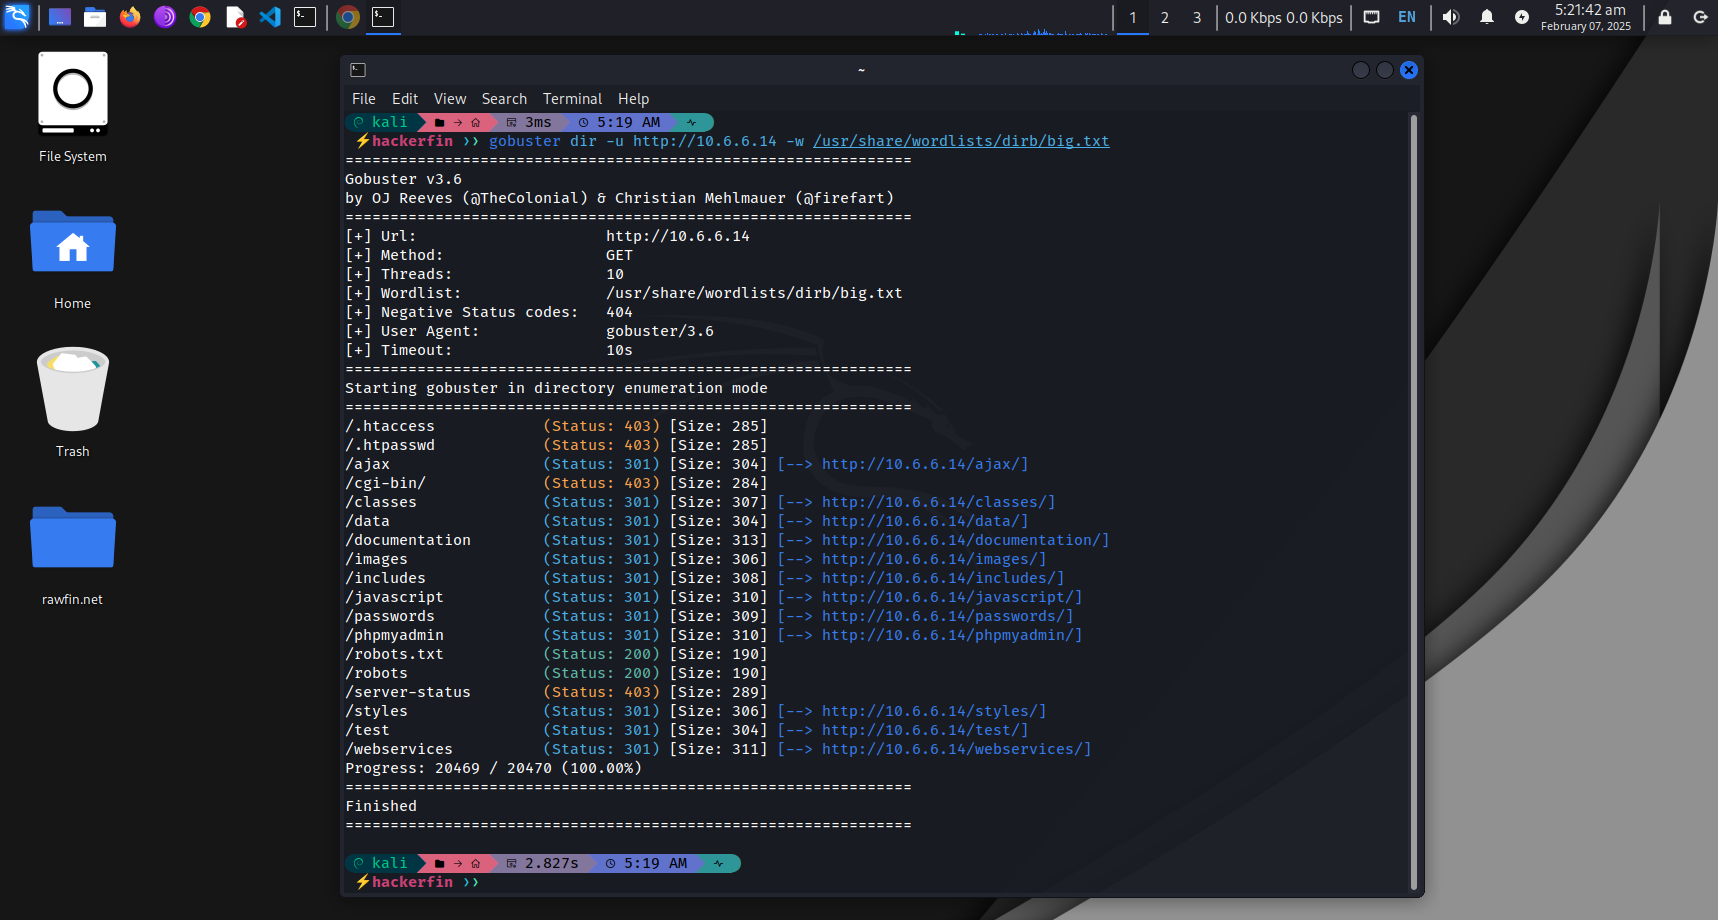 1 2 3 0.0 Kbps 0.0 Kbps EN 5:21:42 am
February 07, 2025
File System
Home
Trash
rawfin.net
~
File Edit View Search Terminal Help
kali → 3ms 5:19 AM
hackerfin ❯❯ gobuster dir -u http://10.6.6.14 -w /usr/share/wordlists/dirb/big.txt
===============================================================
Gobuster v3.6
by OJ Reeves (@TheColonial) & Christian Mehlmauer (@firefart)
===============================================================
[+] Url:                     http://10.6.6.14
[+] Method:                  GET
[+] Threads:                 10
[+] Wordlist:                /usr/share/wordlists/dirb/big.txt
[+] Negative Status codes:   404
[+] User Agent:              gobuster/3.6
[+] Timeout:                 10s
===============================================================
Starting gobuster in directory enumeration mode
===============================================================
/.htaccess            (Status: 403) [Size: 285]
/.htpasswd            (Status: 403) [Size: 285]
/ajax                 (Status: 301) [Size: 304] [--> http://10.6.6.14/ajax/]
/cgi-bin/             (Status: 403) [Size: 284]
/classes              (Status: 301) [Size: 307] [--> http://10.6.6.14/classes/]
/data                 (Status: 301) [Size: 304] [--> http://10.6.6.14/data/]
/documentation        (Status: 301) [Size: 313] [--> http://10.6.6.14/documentation/]
/images               (Status: 301) [Size: 306] [--> http://10.6.6.14/images/]
/includes             (Status: 301) [Size: 308] [--> http://10.6.6.14/includes/]
/javascript           (Status: 301) [Size: 310] [--> http://10.6.6.14/javascript/]
/passwords            (Status: 301) [Size: 309] [--> http://10.6.6.14/passwords/]
/phpmyadmin           (Status: 301) [Size: 310] [--> http://10.6.6.14/phpmyadmin/]
/robots.txt           (Status: 200) [Size: 190]
/robots               (Status: 200) [Size: 190]
/server-status        (Status: 403) [Size: 289]
/styles               (Status: 301) [Size: 306] [--> http://10.6.6.14/styles/]
/test                 (Status: 301) [Size: 304] [--> http://10.6.6.14/test/]
/webservices          (Status: 301) [Size: 311] [--> http://10.6.6.14/webservices/]
Progress: 20469 / 20470 (100.00%)
===============================================================
Finished
===============================================================
kali → 2.827s 5:19 AM
hackerfin ❯❯